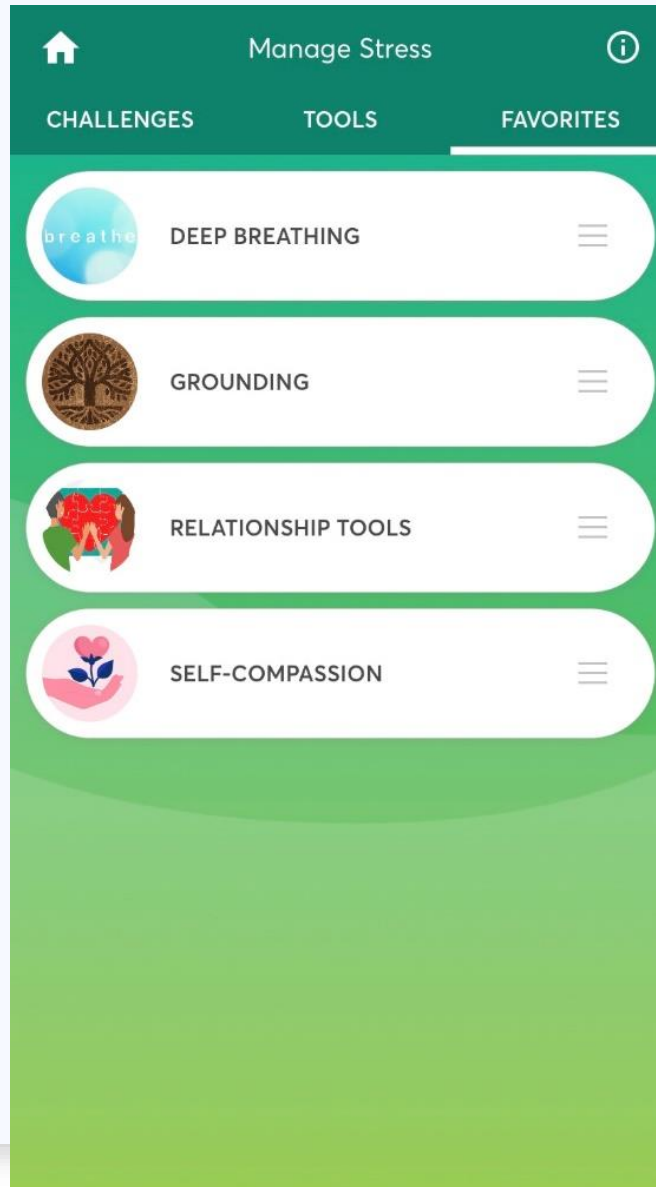 Manage Stress
CHALLENGES TOOLS FAVORITES
breathe DEEP BREATHING
GROUNDING
RELATIONSHIP TOOLS
SELF-COMPASSION